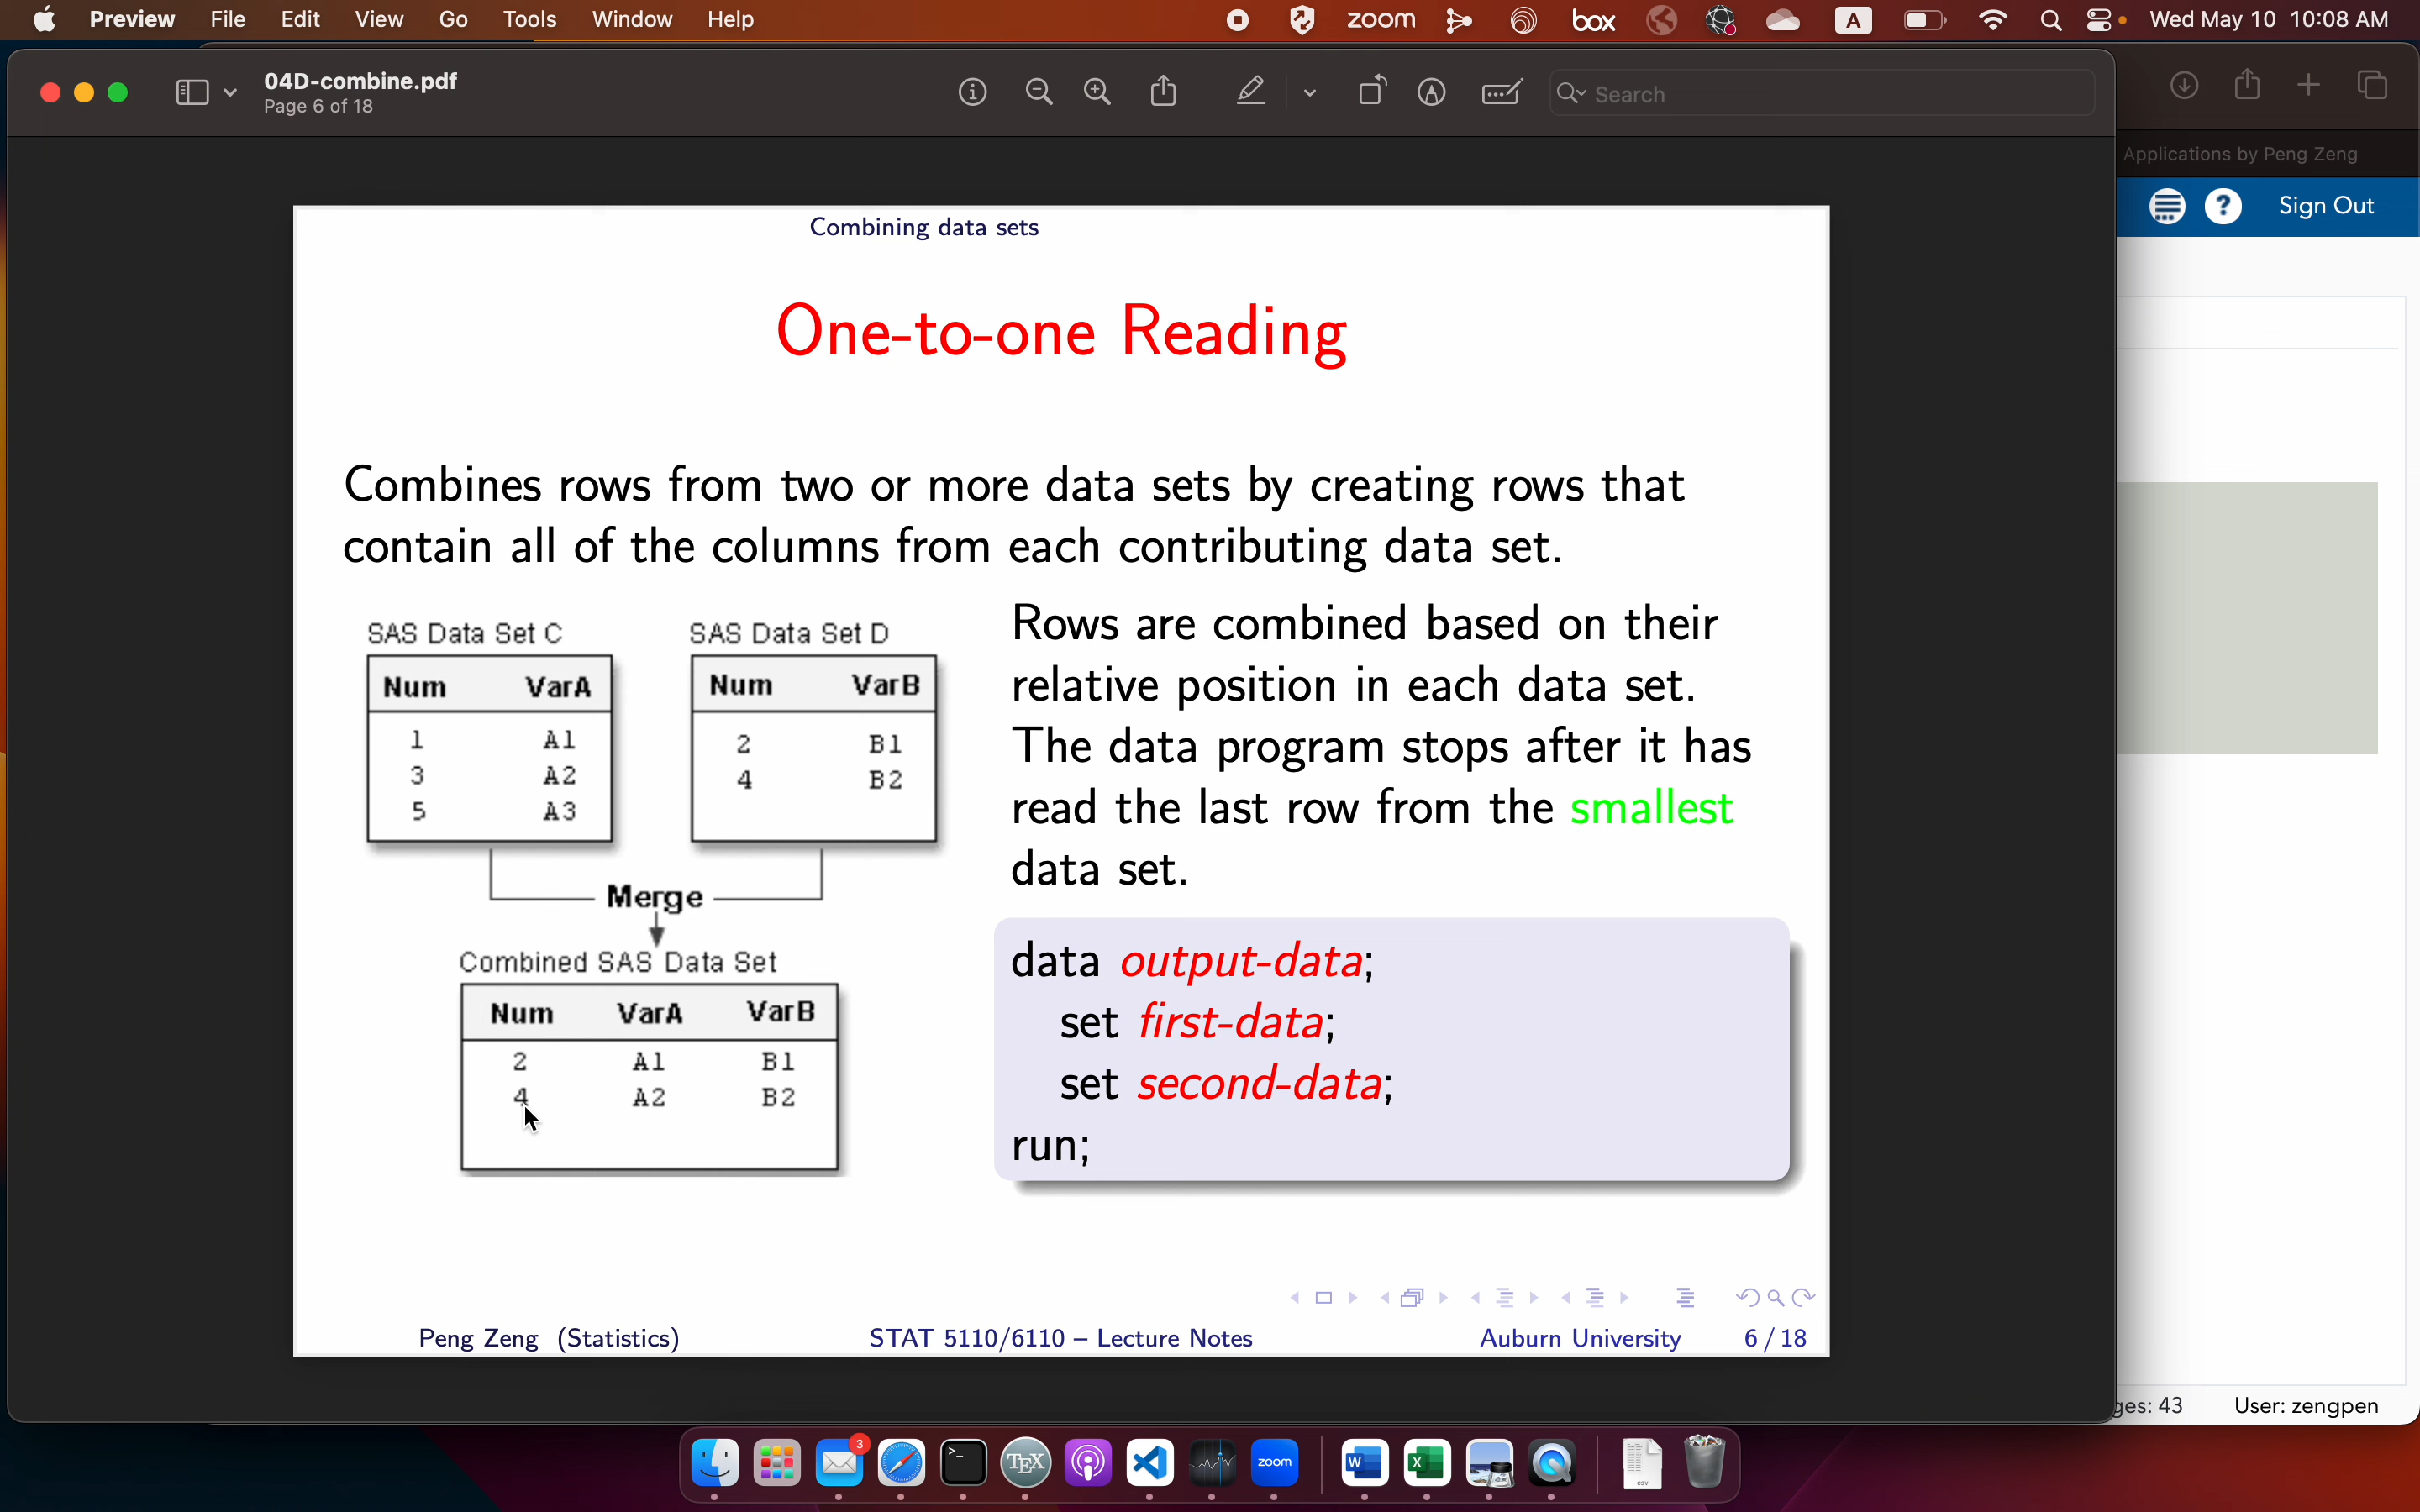 Preview File Edit View Go Tools Window Help
zoom box A Wed May 10 10:08 AM
04D-combine.pdf
Page 6 of 18
Search
Applications by Peng Zeng
? Sign Out
Combining data sets
One-to-one Reading
Combines rows from two or more data sets by creating rows that
contain all of the columns from each contributing data set.
SAS Data Set C
Num VarA
1 A1
3 A2
5 A3
SAS Data Set D
Num VarB
2 B1
4 B2
Merge
Combined SAS Data Set
Num VarA VarB
2 A1 B1
4 A2 B2
Rows are combined based on their
relative position in each data set.
The data program stops after it has
read the last row from the smallest
data set.
data output-data;
set first-data;
set second-data;
run;
Peng Zeng (Statistics) STAT 5110/6110 – Lecture Notes Auburn University 6 / 18
ges: 43 User: zengpen
3
>_
TEX
zoom
W
X
CSV